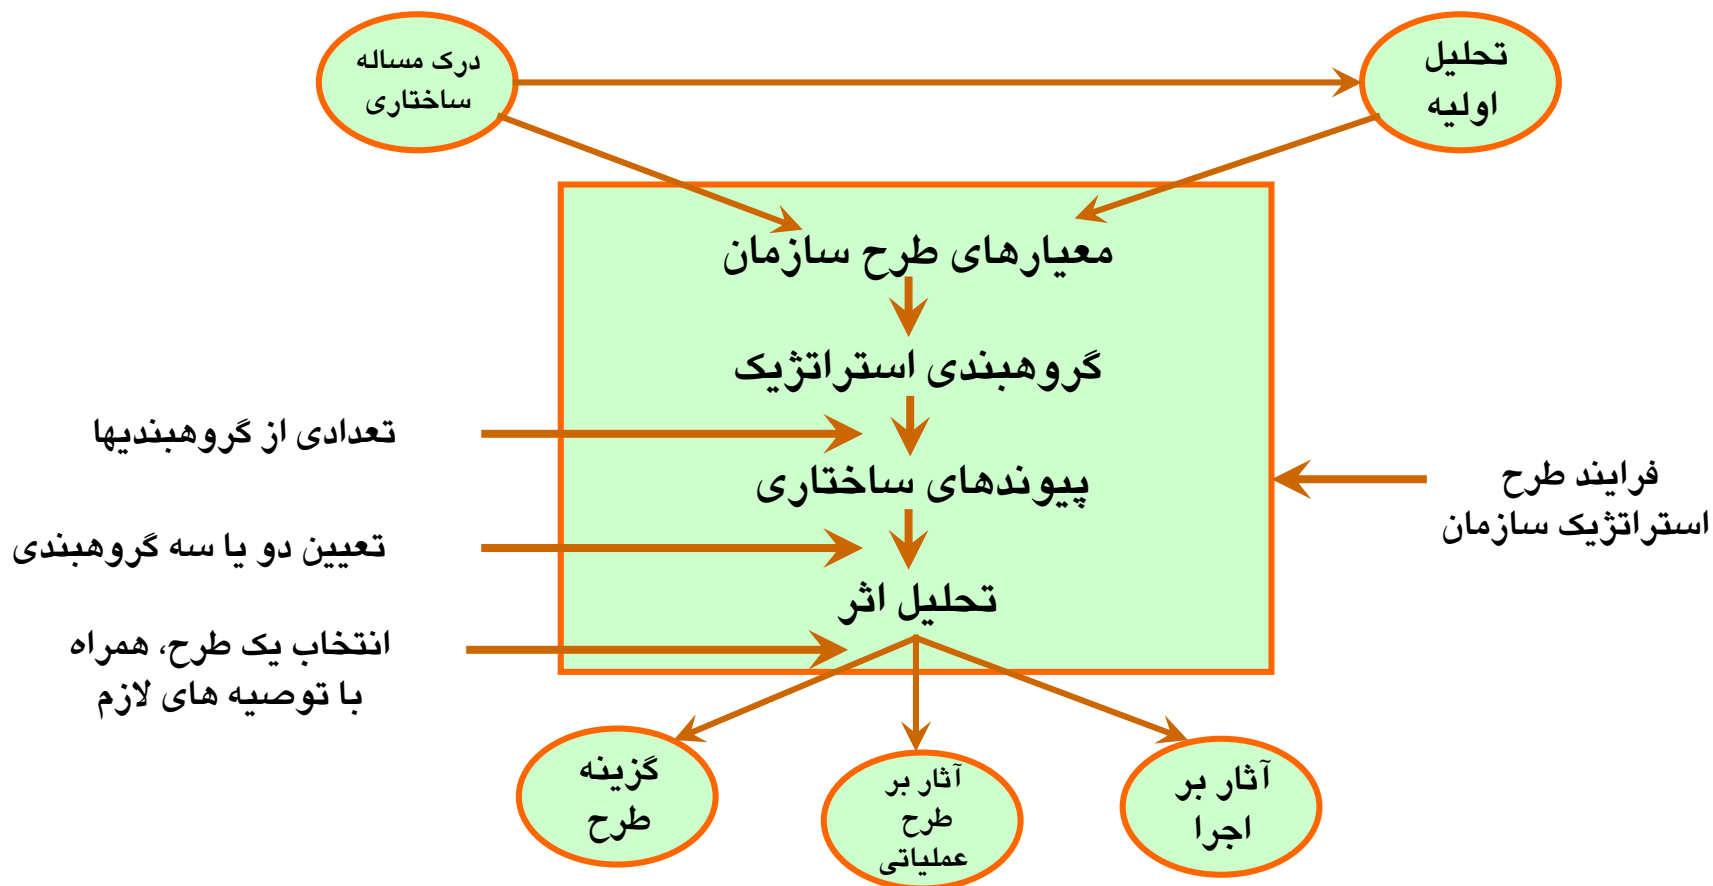 درک مساله
ساختاری
تحلیل
اولیه
معیارهای طرح سازمان
گروهبندی استراتژیک
تعدادی از گروهبندیها
پیوندهای ساختاری
فرایند طرح
استراتژیک سازمان
تعیین دو یا سه گروهبندی
تحلیل اثر
انتخاب یک طرح، همراه
با توصیه های لازم
گزینه
طرح
آثار بر
طرح
عملیاتی
آثار بر
اجرا